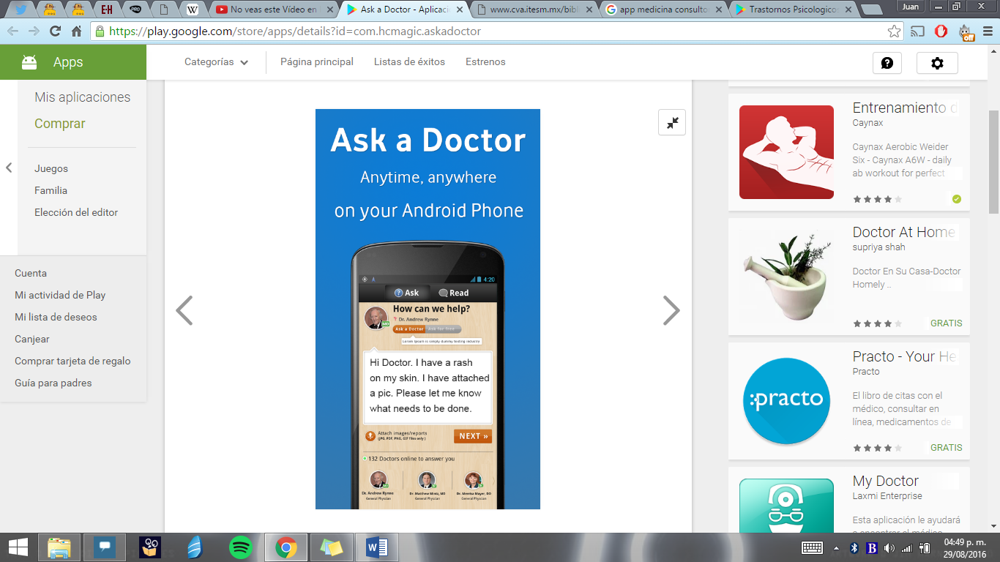 Juan
No veas este Vídeo en
Ask a Doctor - Aplicaci
www.cva.itesm.mx/bibl
app medicina consulto
Trastornos Psicologico
E-H
PRO
W
https://play.google.com/store/apps/details?id=com.hcmagic.askadoctor
off
Apps
Categorías
Página principal
Listas de éxitos
Estrenos
Mis aplicaciones
Comprar
Juegos
Familia
Elección del editor
Cuenta
Mi actividad de Play
Mi lista de deseos
Canjear
Comprar tarjeta de regalo
Guía para padres
Ask a Doctor
Anytime, anywhere
on your Android Phone
4:20
Ask
Read
How can we help?
MD
Dr. Andrew Rynne
Ask a Doctor
Ask for free
Lorem Ipsum is simply dummy texting industry
Hi Doctor. I have a rash
on my skin. I have attached
a pic. Please let me know
what needs to be done.
Attach images/reports
(JPG, PDF, PNG, GIF files only )
NEXT »
132 Doctors online to answer you
Dr. Andrew Rynne
General Physcian
Dr. Matthew Mintz, MD
General Physcian
Dr. Merrisa Mayer, DO
General Physcian
Entrenamiento d
Caynax
Caynax Aerobic Weider
Six - Caynax A6W - daily
ab workout for perfect
Doctor At Home
supriya shah
Doctor En Su Casa-Doctor
Homely ..
GRATIS
:practo
Practo - Your He
Practo
El libro de citas con el
médico, consultar en
línea, medicamentos de
GRATIS
My Doctor
Laxmi Enterprise
Esta aplicación le ayudará
a encontrar el médico
04:49 p. m.
29/08/2016